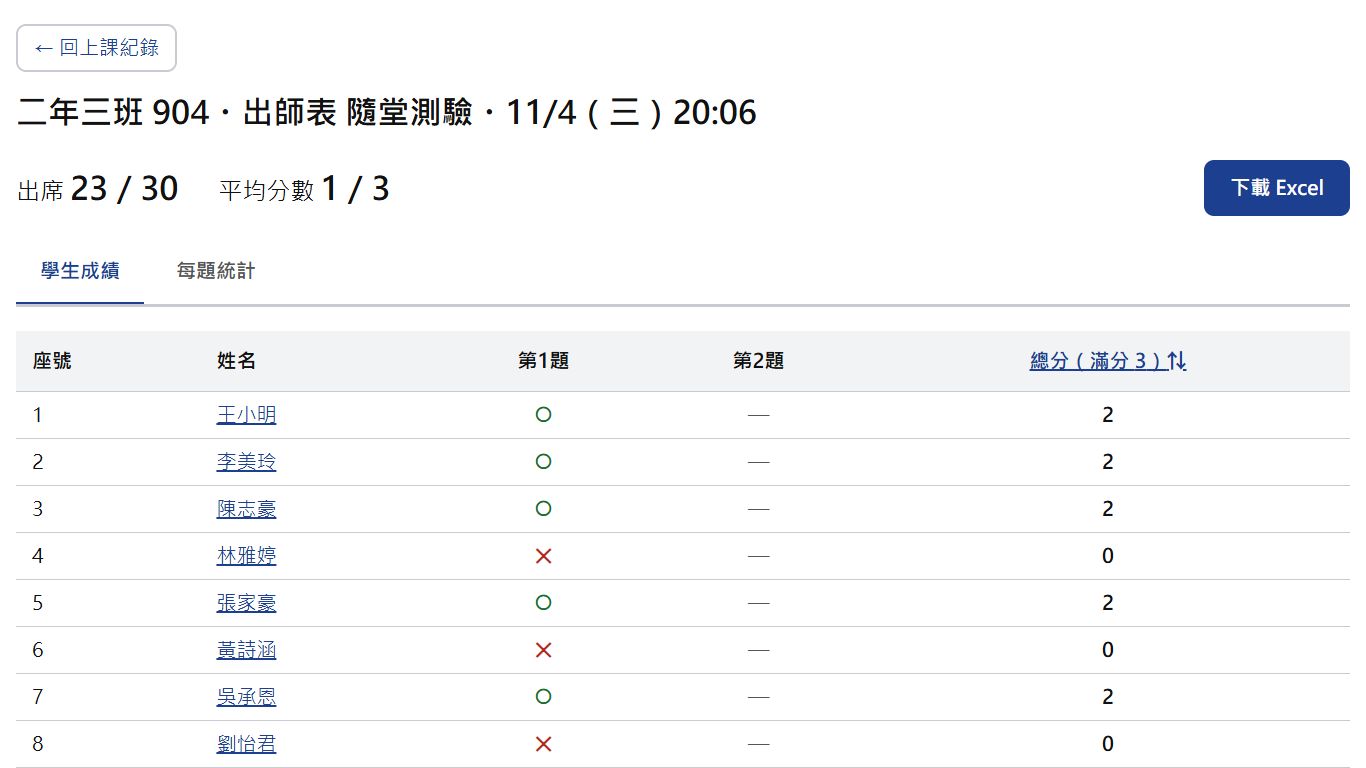 ← 回上課紀錄
二年三班 904・出師表 隨堂測驗・11/4（三）20:06
出席 23 / 30 平均分數 1 / 3
下載 Excel
學生成績 每題統計
座號 姓名 第1題 第2題 總分（滿分 3）⇅
1 王小明 ○ — 2
2 李美玲 ○ — 2
3 陳志豪 ○ — 2
4 林雅婷 ✕ — 0
5 張家豪 ○ — 2
6 黃詩涵 ✕ — 0
7 吳承恩 ○ — 2
8 劉怡君 ✕ — 0